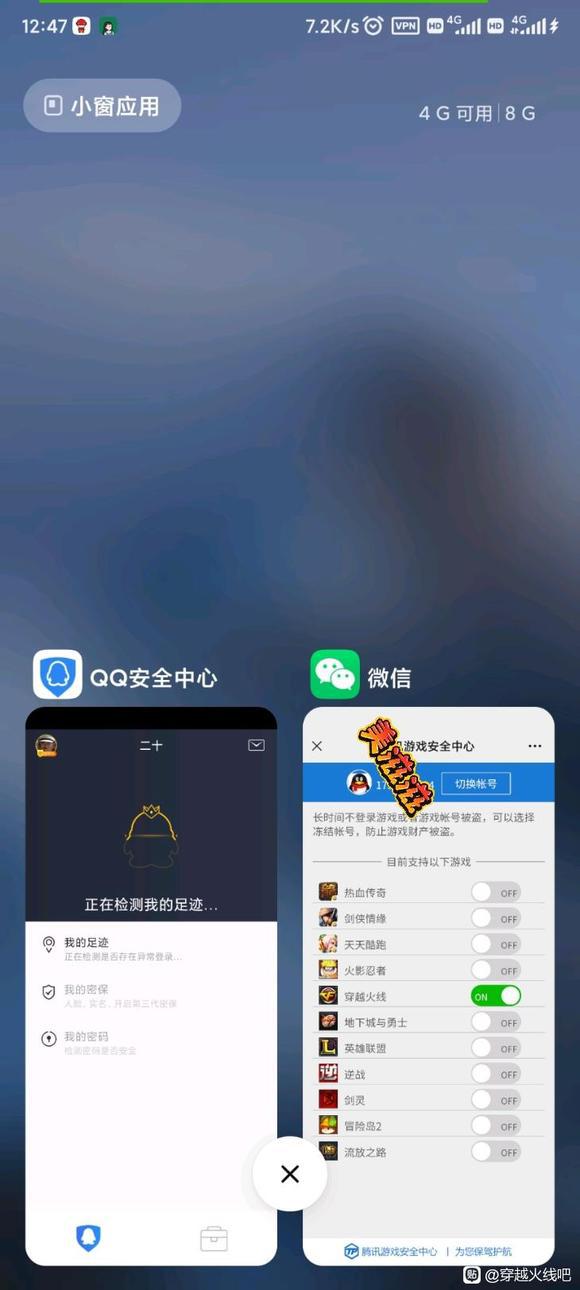 12:47
7.2K/s
VPN
HD
4G
HD
4G
小窗应用
4 G 可用 | 8 G
QQ安全中心
微信
二十
正在检测我的足迹...
我的足迹
正在检测是否存在异常登录...
我的密保
人脸，实名，开启第三代密保
我的密码
检测密码是否安全
游戏安全中心
美滋滋
切换帐号
长时间不登录游戏或者游戏帐号被盗，可以选择
冻结帐号，防止游戏财产被盗。
目前支持以下游戏
热血传奇 OFF
剑侠情缘 OFF
天天酷跑 OFF
火影忍者 OFF
穿越火线 ON
地下城与勇士 OFF
英雄联盟 OFF
逆战 OFF
剑灵 OFF
冒险岛2 OFF
流放之路 OFF
腾讯游戏安全中心 | 为您保驾护航
贴 @穿越火线吧